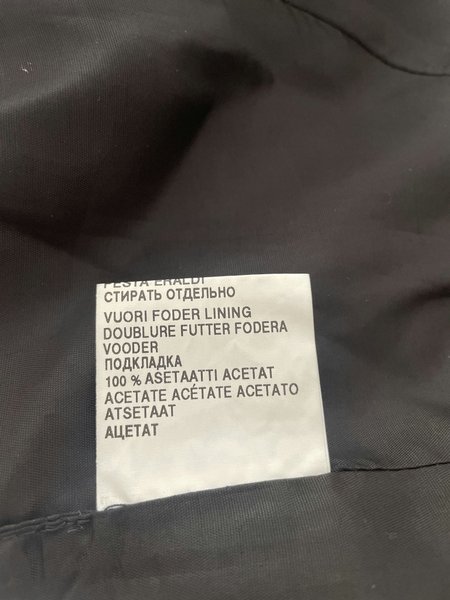 PESTA ERALDI
СТИРАТЬ ОТДЕЛЬНО
VUORI FODER LINING
DOUBLURE FUTTER FODERA
VOODER
ПОДКЛАДКА
100 % ASETAATTI ACETAT
ACETATE ACÉTATE ACETATO
ATSETAAT
АЦЕТАТ